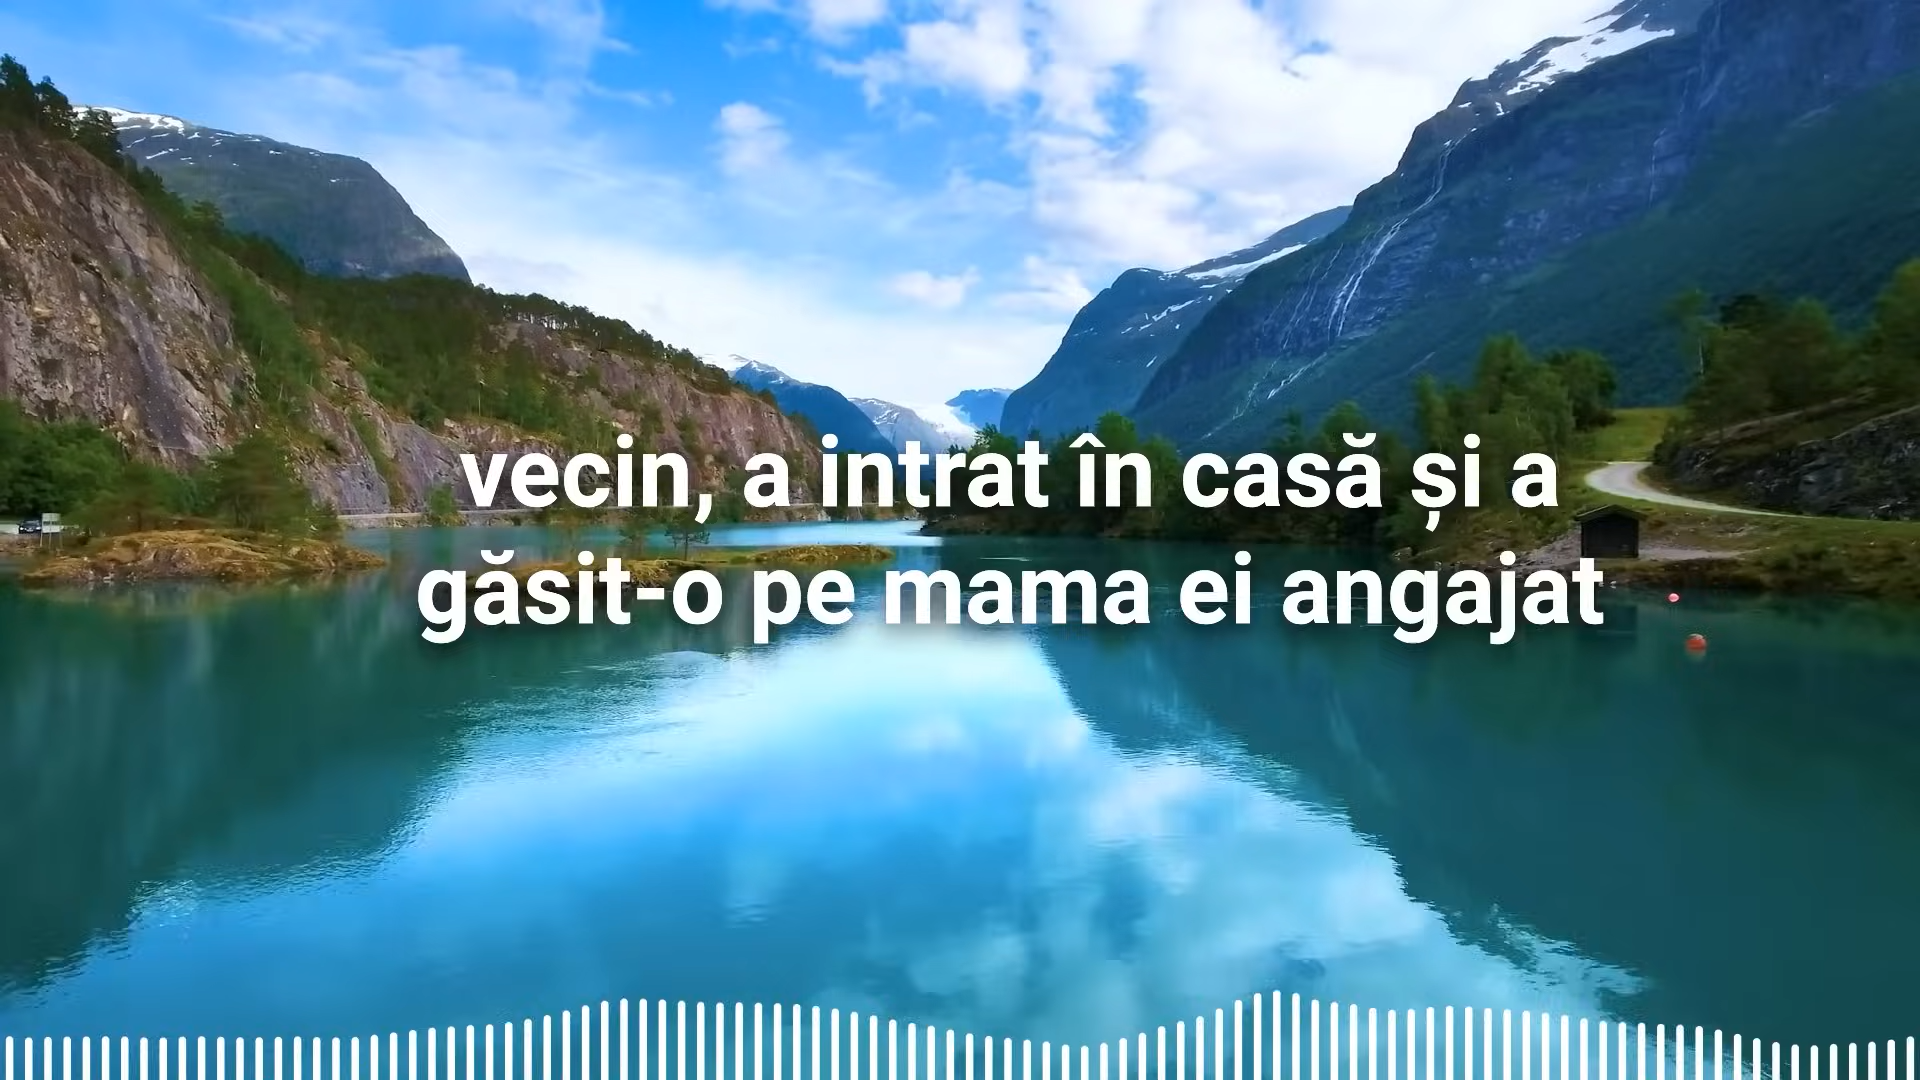 vecin, a intrat în casă și a
găsit-o pe mama ei angajat